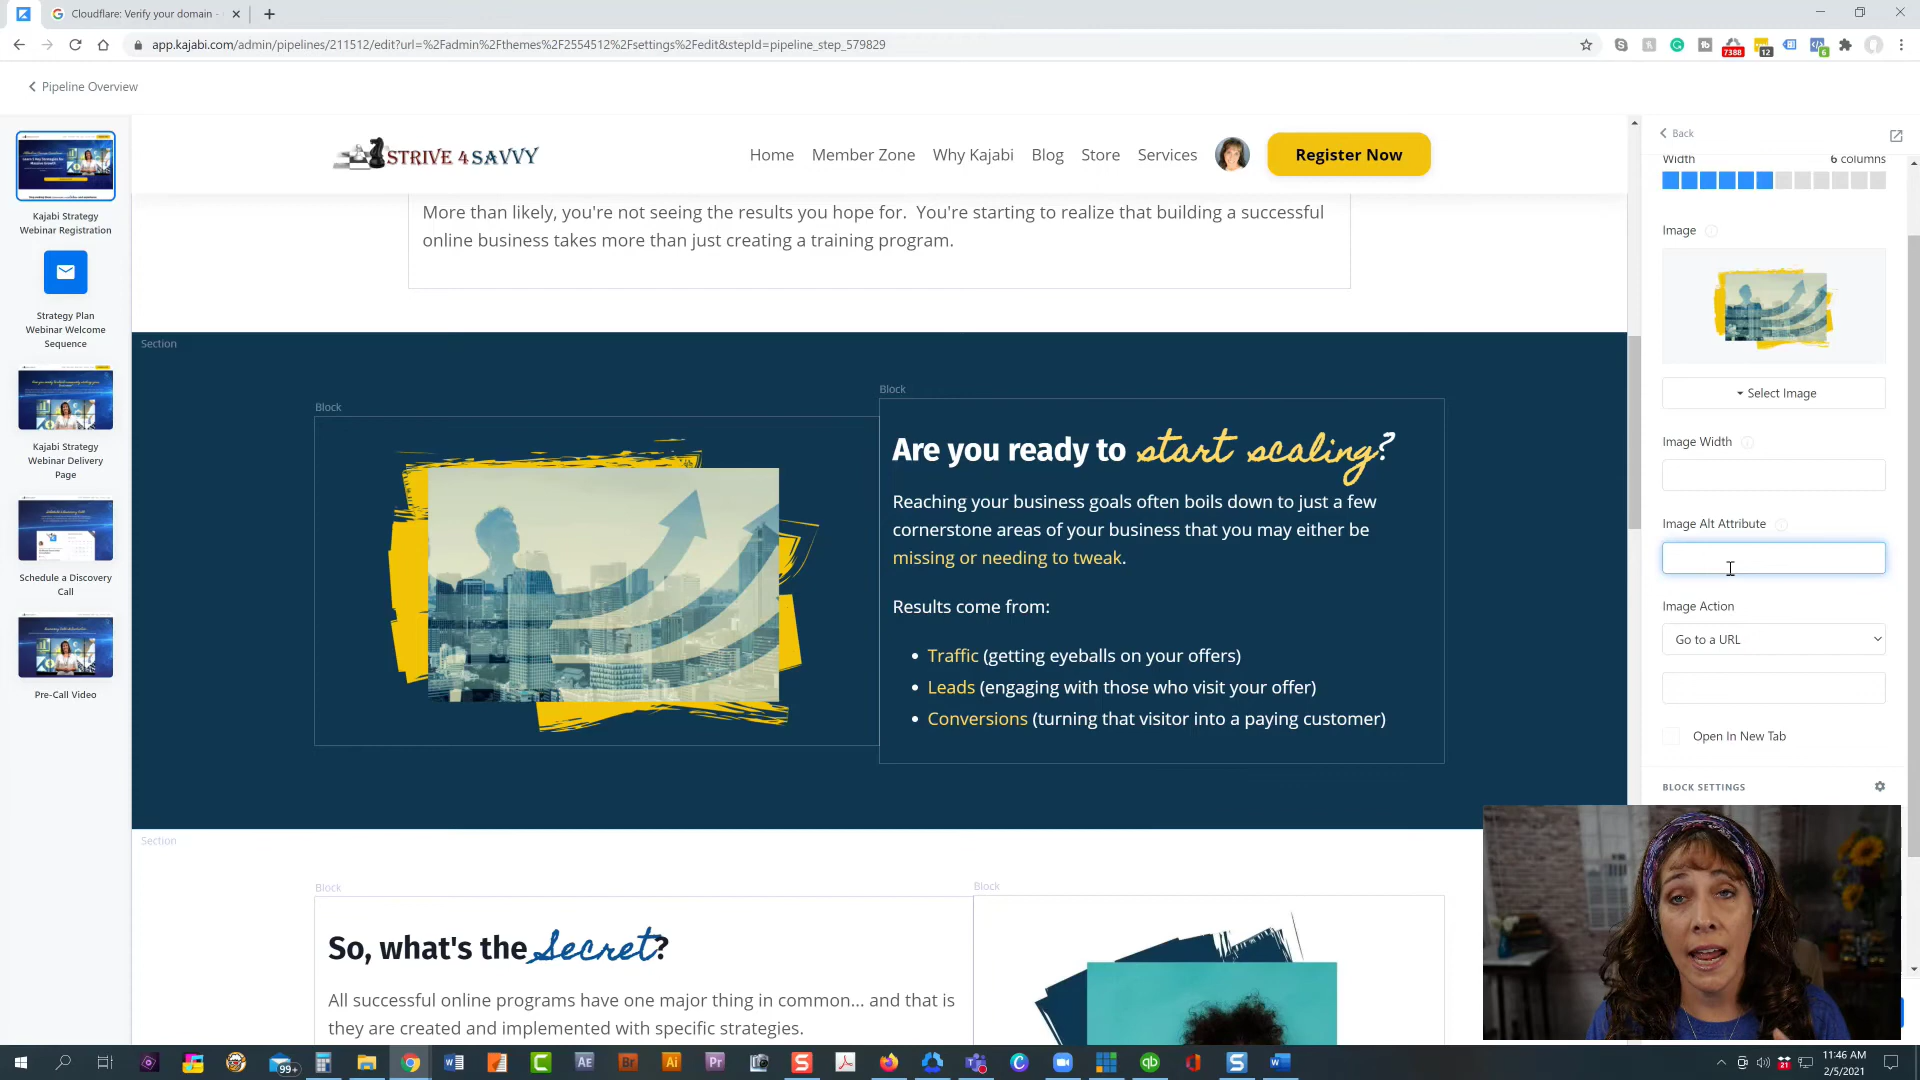 Cloudflare: Verify your domain -
app.kajabi.com/admin/pipelines/211512/edit?url=%2Fadmin%2Fthemes%2F2554512%2Fsettings%2Fedit&stepId=pipeline_step_579829
7388
12
6
Pipeline Overview
Kajabi Strategy
Webinar Registration
Strategy Plan
Webinar Welcome
Sequence
Kajabi Strategy
Webinar Delivery
Page
Schedule a Discovery
Call
Pre-Call Video
STRIVE 4 SAVVY
Home
Member Zone
Why Kajabi
Blog
Store
Services
Register Now
More than likely, you're not seeing the results you hope for. You're starting to realize that building a successful
online business takes more than just creating a training program.
Section
Block
Block
Are you ready to start scaling?
Reaching your business goals often boils down to just a few
cornerstone areas of your business that you may either be
missing or needing to tweak.
Results come from:
• Traffic (getting eyeballs on your offers)
• Leads (engaging with those who visit your offer)
• Conversions (turning that visitor into a paying customer)
Section
Block
Block
So, what's the Secret?
All successful online programs have one major thing in common... and that is
they are created and implemented with specific strategies.
Back
Width
6 columns
Image
Select Image
Image Width
Image Alt Attribute
Image Action
Go to a URL
Open In New Tab
BLOCK SETTINGS
99+
AE
Br
Ai
Pr
21
11:46 AM
2/5/2021